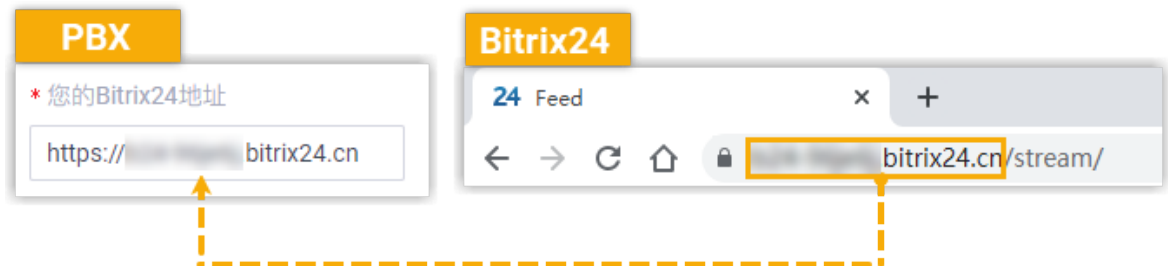 PBX
* 您的Bitrix24地址
https:// bitrix24.cn
Bitrix24
24 Feed
bitrix24.cn/stream/